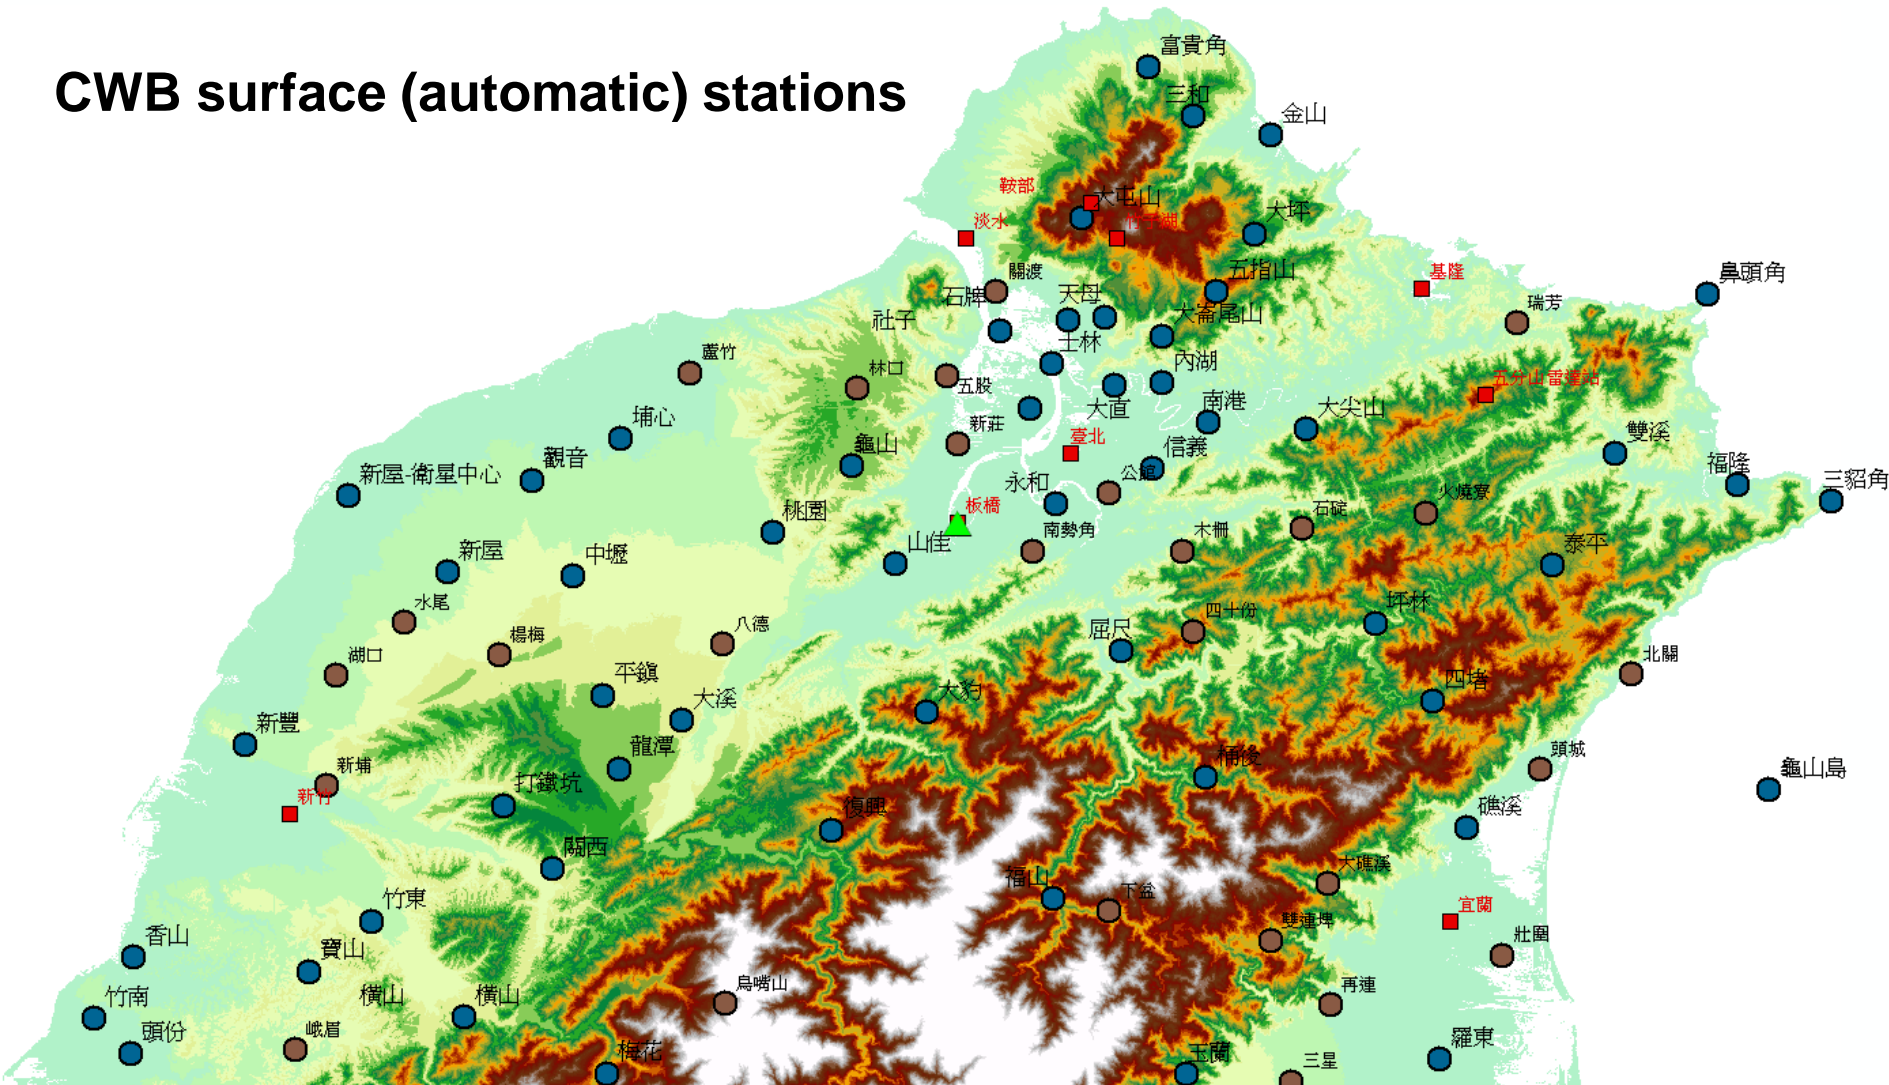 富貴角
CWB surface (automatic) stations
三和
金山
鞍部
大屯山
淡水
竹子湖
大坪
關渡
五指山
基隆
鼻頭角
石牌
天母
瑞芳
社子
大崙尾山
士林
蘆竹
內湖
林口
五股
五分山雷達站
大直
南港
大尖山
埔心
新莊
臺北
龜山
信義
雙溪
觀音
新屋-衛星中心
永和
公館
福隆
三貂角
火燒寮
板橋
石碇
桃園
南勢角
木柵
山佳
泰平
新屋
中壢
水尾
坪林
四十份
八德
屈尺
楊梅
湖口
北關
平鎮
四堵
大豹
大溪
新豐
龍潭
頭城
桶後
新埔
龜山島
打鐵坑
新竹
礁溪
復興
關西
大礁溪
福山
下盆
竹東
宜蘭
雙連埤
香山
壯圍
寶山
鳥嘴山
再連
竹南
橫山
橫山
頭份
峨眉
羅東
梅花
玉蘭
三星